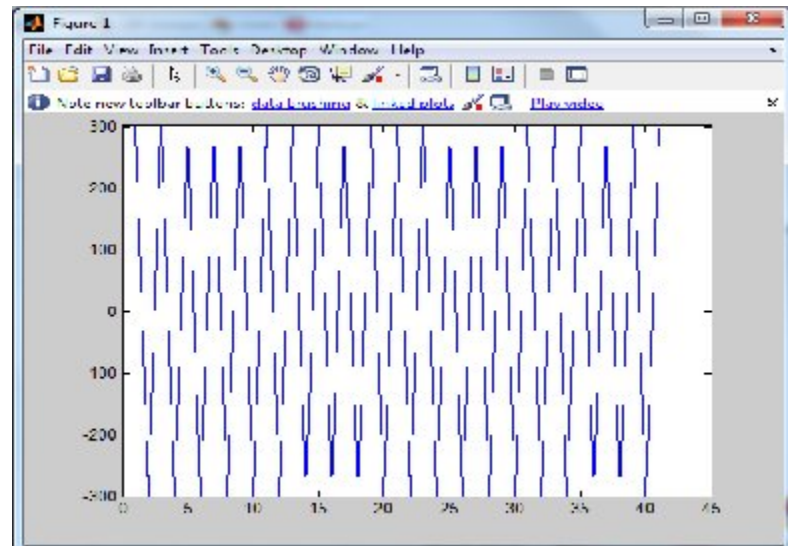 Figure 1
File Edit View Insert Tools Desktop Window Help
Note new toolbar buttons: data brushing & linked plots Play video
300
200
100
0
-100
-200
-300
0 5 10 15 20 25 30 35 40 45